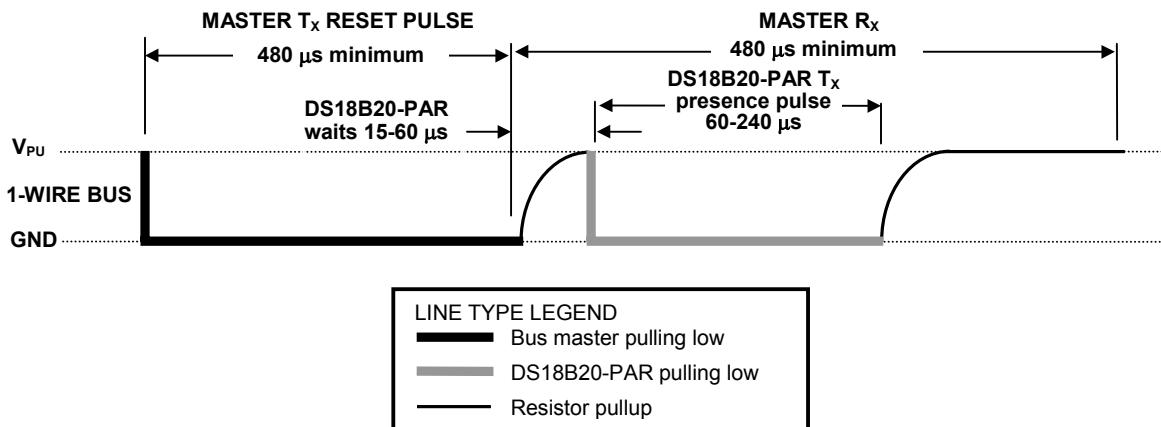 MASTER TX RESET PULSE
480 μs minimum
MASTER RX
480 μs minimum
DS18B20-PAR
waits 15-60 μs
DS18B20-PAR TX
presence pulse
60-240 μs
VPU
1-WIRE BUS
GND
LINE TYPE LEGEND
Bus master pulling low
DS18B20-PAR pulling low
Resistor pullup